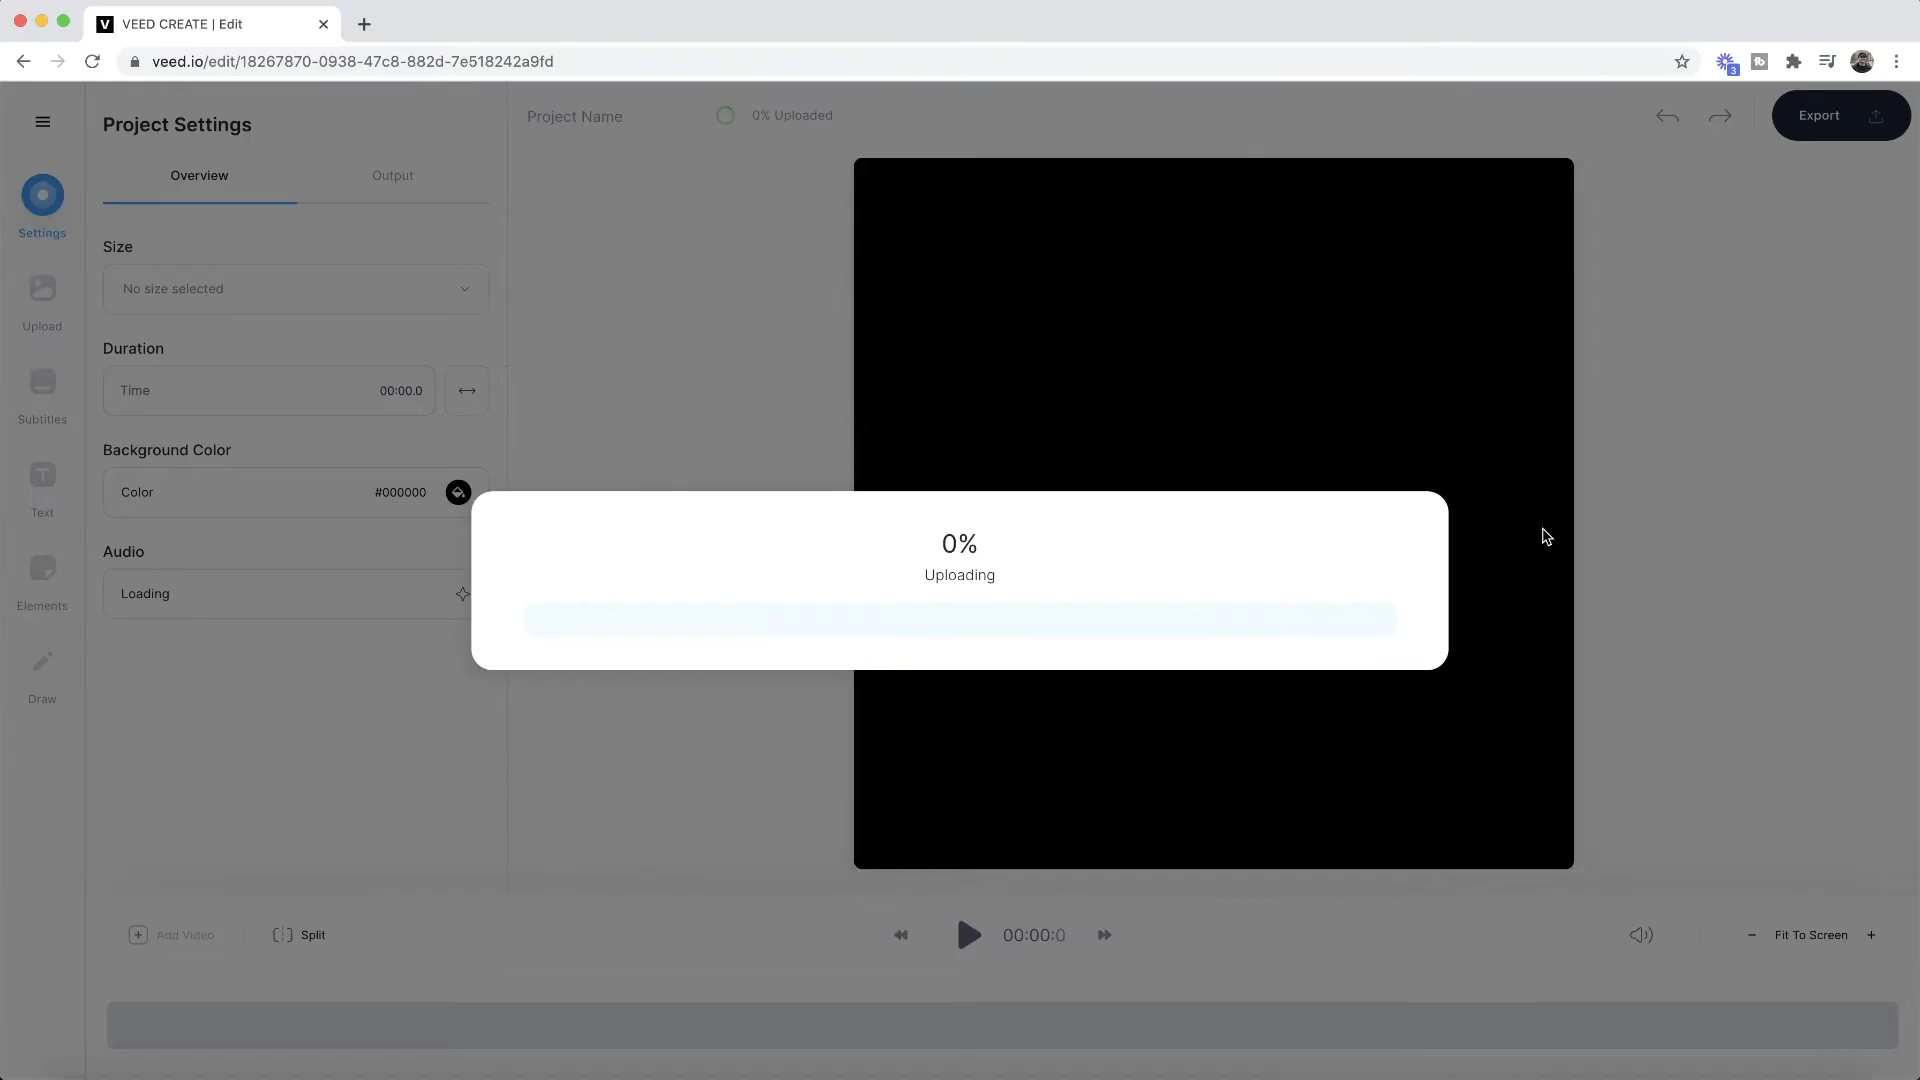 V VEED CREATE | Edit
veed.io/edit/18267870-0938-47c8-882d-7e518242a9fd
3
tb
Project Settings
Project Name
0% Uploaded
Export
Overview
Output
Settings
Size
No size selected
Upload
Duration
Time 00:00.0
Subtitles
Background Color
Color #000000
T
Text
0%
Uploading
Audio
Loading
Elements
Draw
Add Video
Split
00:00:0
Fit To Screen